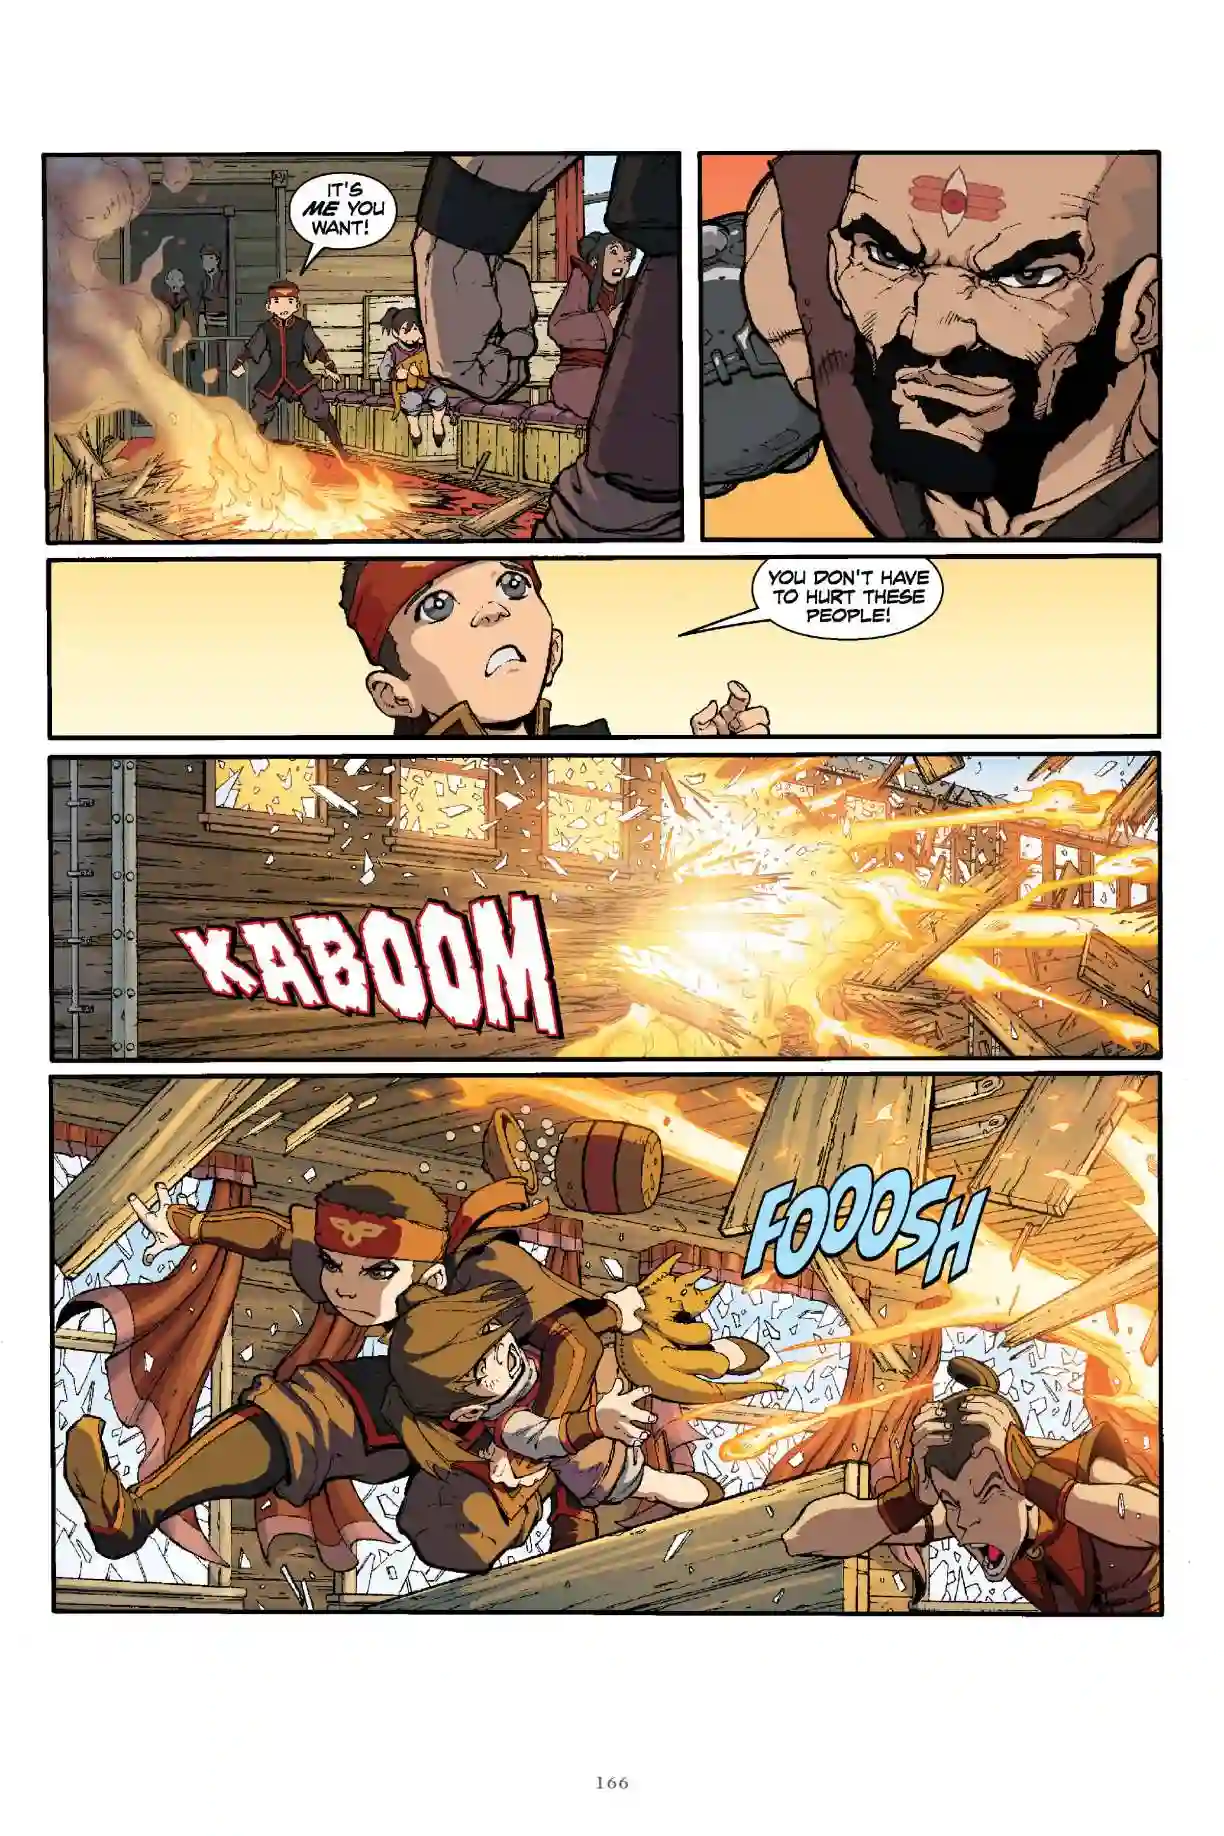 IT'S
ME YOU
WANT!
YOU DON'T HAVE
TO HURT THESE
PEOPLE!
KABOOM
FOOOSH
166